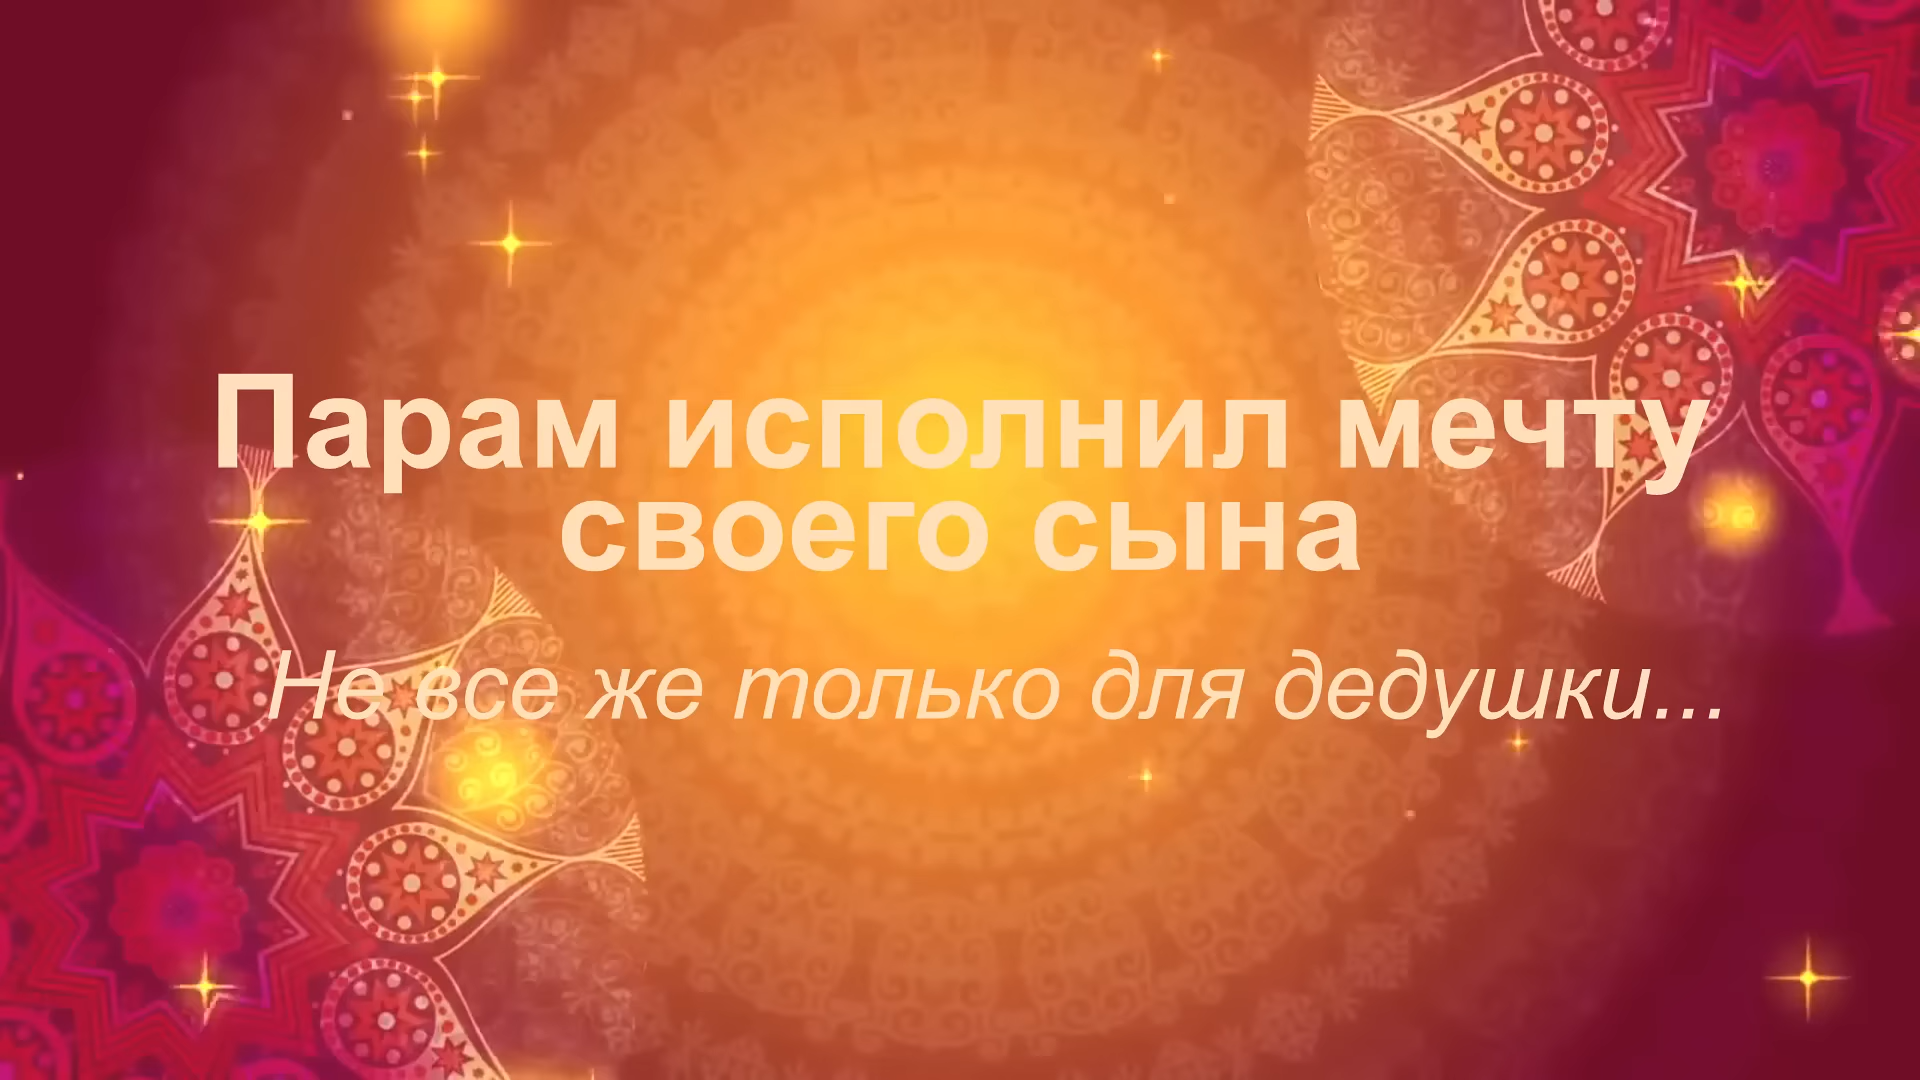 Парам исполнил мечту
своего сына
Не все же только для дедушки...